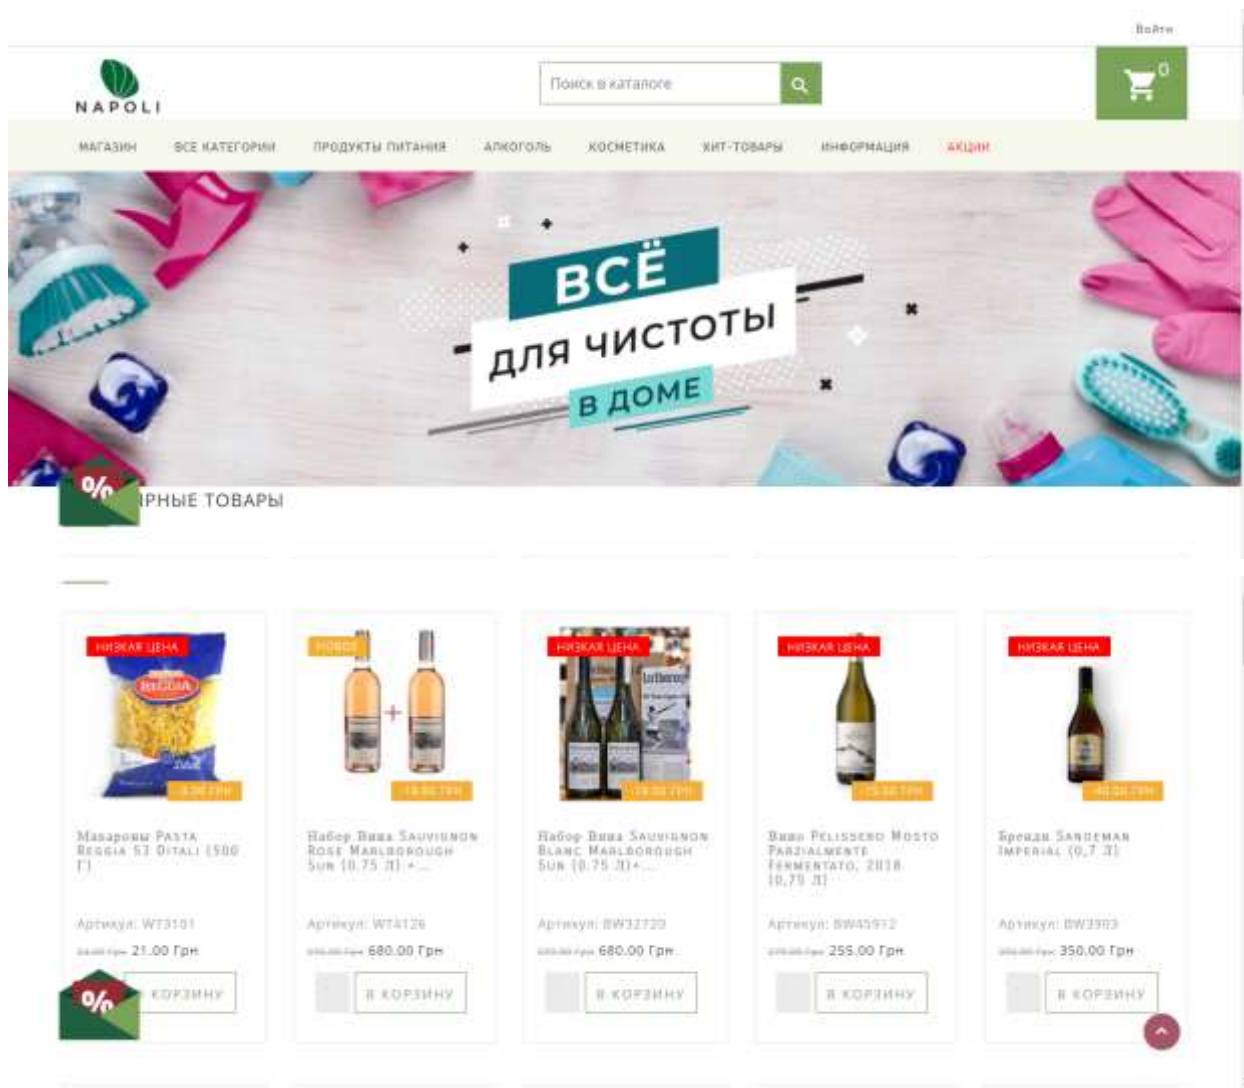 Войти
NAPOLI
Поиск в каталоге
0
МАГАЗИН ВСЕ КАТЕГОРИИ ПРОДУКТЫ ПИТАНИЯ АЛКОГОЛЬ КОСМЕТИКА ХИТ-ТОВАРЫ ИНФОРМАЦИЯ АКЦИИ
ВСЁ
ДЛЯ ЧИСТОТЫ
В ДОМЕ
%
РНЫЕ ТОВАРЫ
НИЗКАЯ ЦЕНА НОВОЕ НИЗКАЯ ЦЕНА НИЗКАЯ ЦЕНА НИЗКАЯ ЦЕНА
REGGIA
+
Макароны Pasta Reggia 53 Ditali (500 Г)
Набор Вина Sauvignon Rose Marlborough Sun (0.75 Л) +...
Набор Вина Sauvignon Blanc Marlborough Sun (0.75 Л)+...
Вино Pelissero Mosto Parzialmente Fermentato, 2018 (0,75 Л)
Бренди Sandeman Imperial (0,7 Л)
Артикул: WT3101 Артикул: WT4126 Артикул: BW32720 Артикул: BW45912 Артикул: BW3903
21.00 Грн 680.00 Грн 680.00 Грн 255.00 Грн 350.00 Грн
% КОРЗИНУ В КОРЗИНУ В КОРЗИНУ В КОРЗИНУ В КОРЗИНУ